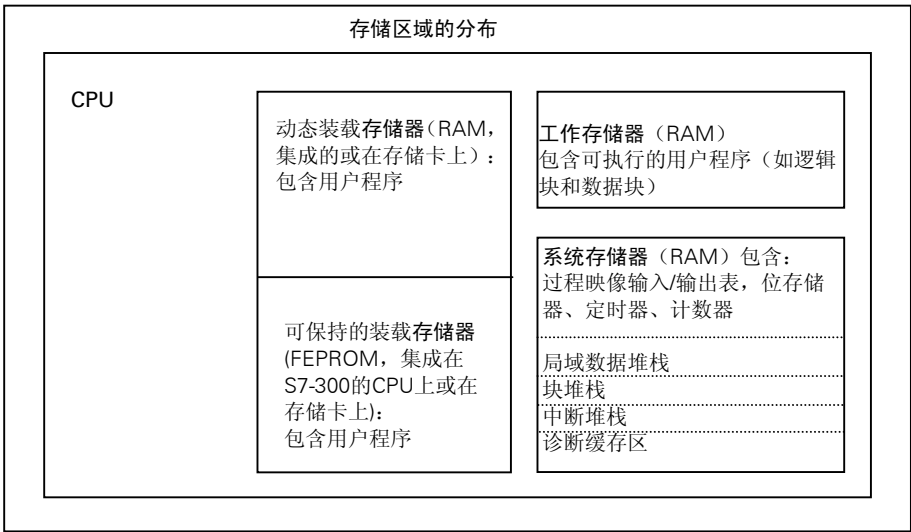 存储区域的分布
CPU
动态装载存储器（RAM，
集成的或在存储卡上）：
包含用户程序
可保持的装载存储器
(FEPROM，集成在
S7-300的CPU上或在
存储卡上)：
包含用户程序
工作存储器（RAM）
包含可执行的用户程序（如逻辑
块和数据块）
系统存储器（RAM）包含：
过程映像输入/输出表，位存储
器、定时器、计数器
局域数据堆栈
块堆栈
中断堆栈
诊断缓存区